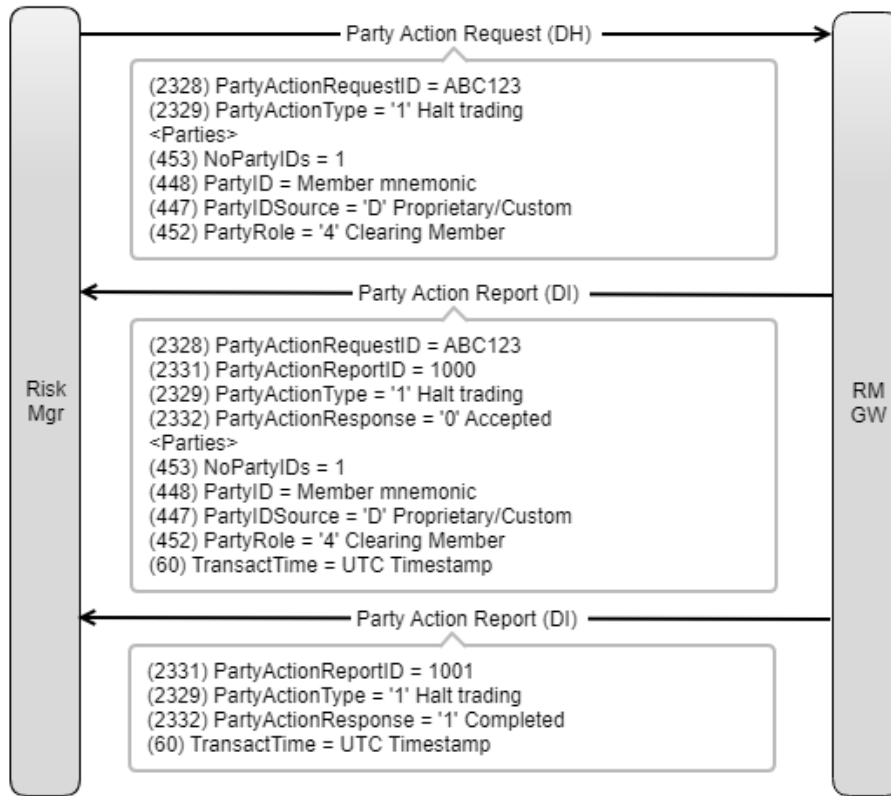 Party Action Request (DH)
(2328) PartyActionRequestID = ABC123
(2329) PartyActionType = '1' Halt trading
<Parties>
(453) NoPartyIDs = 1
(448) PartyID = Member mnemonic
(447) PartyIDSource = 'D' Proprietary/Custom
(452) PartyRole = '4' Clearing Member
Party Action Report (DI)
(2328) PartyActionRequestID = ABC123
(2331) PartyActionReportID = 1000
(2329) PartyActionType = '1' Halt trading
(2332) PartyActionResponse = '0' Accepted
<Parties>
(453) NoPartyIDs = 1
(448) PartyID = Member mnemonic
(447) PartyIDSource = 'D' Proprietary/Custom
(452) PartyRole = '4' Clearing Member
(60) TransactTime = UTC Timestamp
Risk
Mgr
RM
GW
Party Action Report (DI)
(2331) PartyActionReportID = 1001
(2329) PartyActionType = '1' Halt trading
(2332) PartyActionResponse = '1' Completed
(60) TransactTime = UTC Timestamp